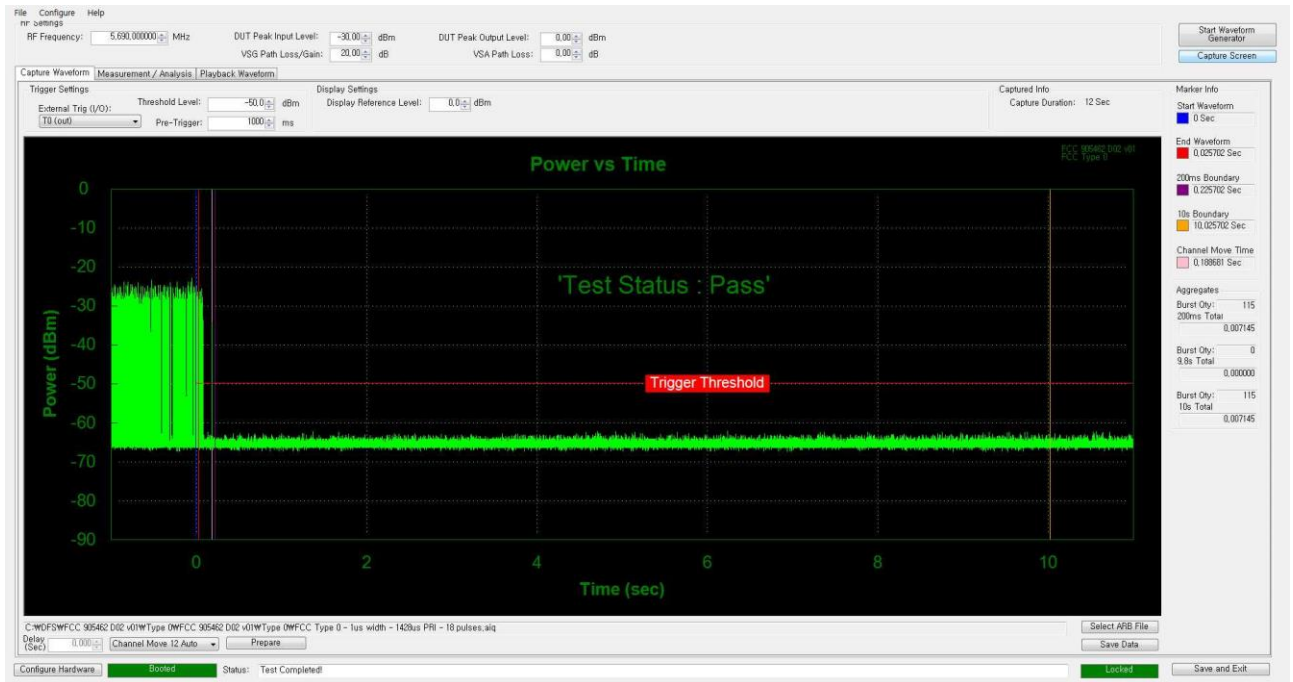 File Configure Help
RF Settings
RF Frequency: 5,690,000000 MHz DUT Peak Input Level: -30,00 dBm DUT Peak Output Level: 0,00 dBm
VSG Path Loss/Gain: 20,00 dB VSA Path Loss: 0,00 dB
Start Waveform Generator
Capture Screen
Capture Waveform Measurement / Analysis Playback Waveform
Trigger Settings
External Trig (I/O): Threshold Level: -50,0 dBm
T0 (out) Pre-Trigger: 1000 ms
Display Settings
Display Reference Level: 0,0 dBm
Captured Info
Capture Duration: 12 Sec
Marker Info
Start Waveform
0 Sec
End Waveform
0,025702 Sec
200ms Boundary
0,225702 Sec
10s Boundary
10,025702 Sec
Channel Move Time
0,188681 Sec
Aggregates
Burst Qty: 115
200ms Total
0,007145
Burst Qty: 0
9,8s Total
0,000000
Burst Qty: 115
10s Total
0,007145
FCC 905462 D02 v01
FCC Type 0
Power vs Time
'Test Status : Pass'
Trigger Threshold
Power (dBm)
0
-10
-20
-30
-40
-50
-60
-70
-80
-90
0 2 4 6 8 10
Time (sec)
C:₩DFS₩FCC 905462 D02 v01₩Type 0₩FCC 905462 D02 v01₩Type 0₩FCC Type 0 - 1us width - 1428us PRI - 18 pulses,aiq
Select ARB File
Delay (Sec) 0,000 Channel Move 12 Auto Prepare
Save Data
Configure Hardware Booted Status: Test Completed! Locked Save and Exit